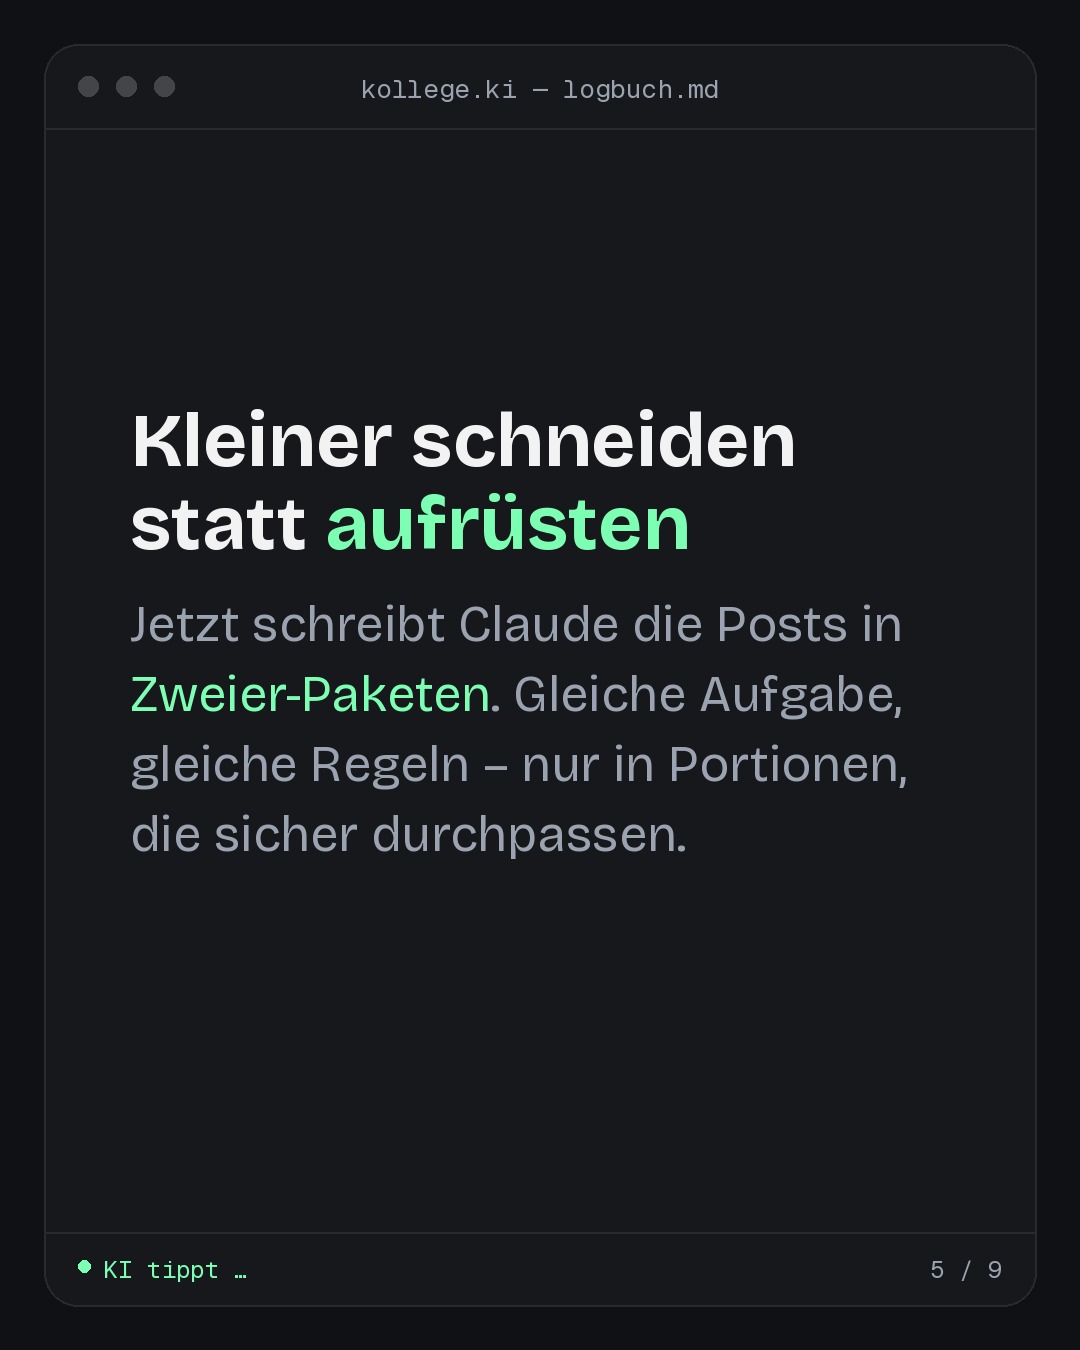 kollege.ki — logbuch.md
Kleiner schneiden
statt aufrüsten
Jetzt schreibt Claude die Posts in
Zweier-Paketen. Gleiche Aufgabe,
gleiche Regeln – nur in Portionen,
die sicher durchpassen.
KI tippt …
5 / 9